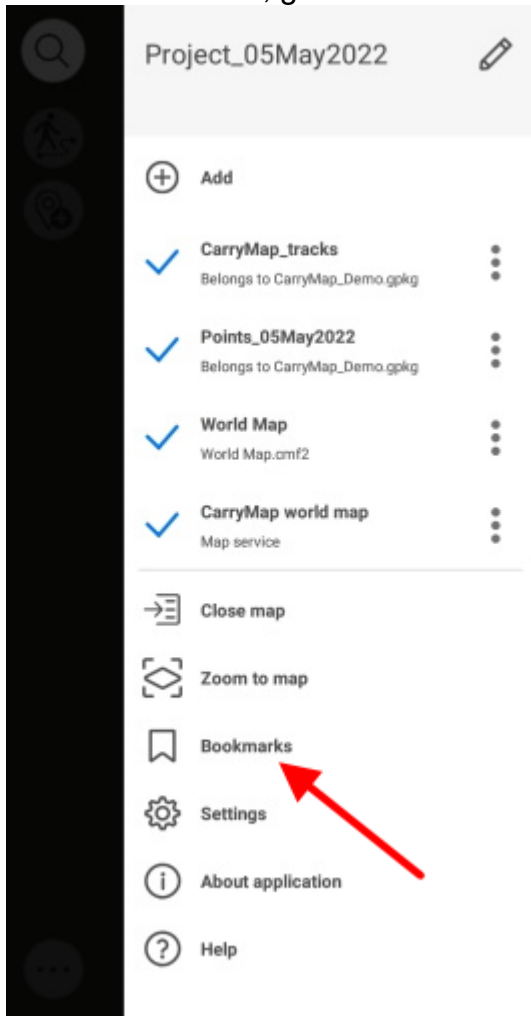 Project_05May2022
Add
CarryMap_tracks
Belongs to CarryMap_Demo.gpkg
Points_05May2022
Belongs to CarryMap_Demo.gpkg
World Map
World Map.cmf2
CarryMap world map
Map service
Close map
Zoom to map
Bookmarks
Settings
About application
Help